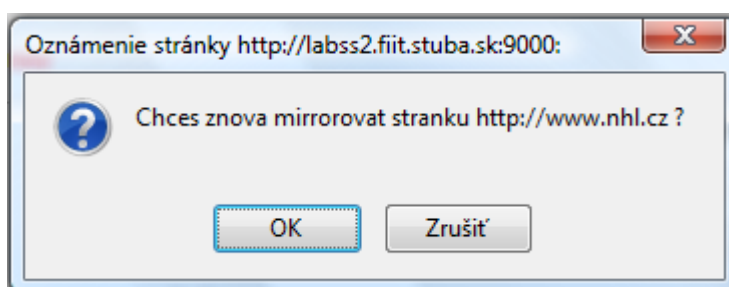 Oznámenie stránky http://labss2.fiit.stuba.sk:9000:
Chces znova mirrorovat stranku http://www.nhl.cz ?
OK
Zrušiť